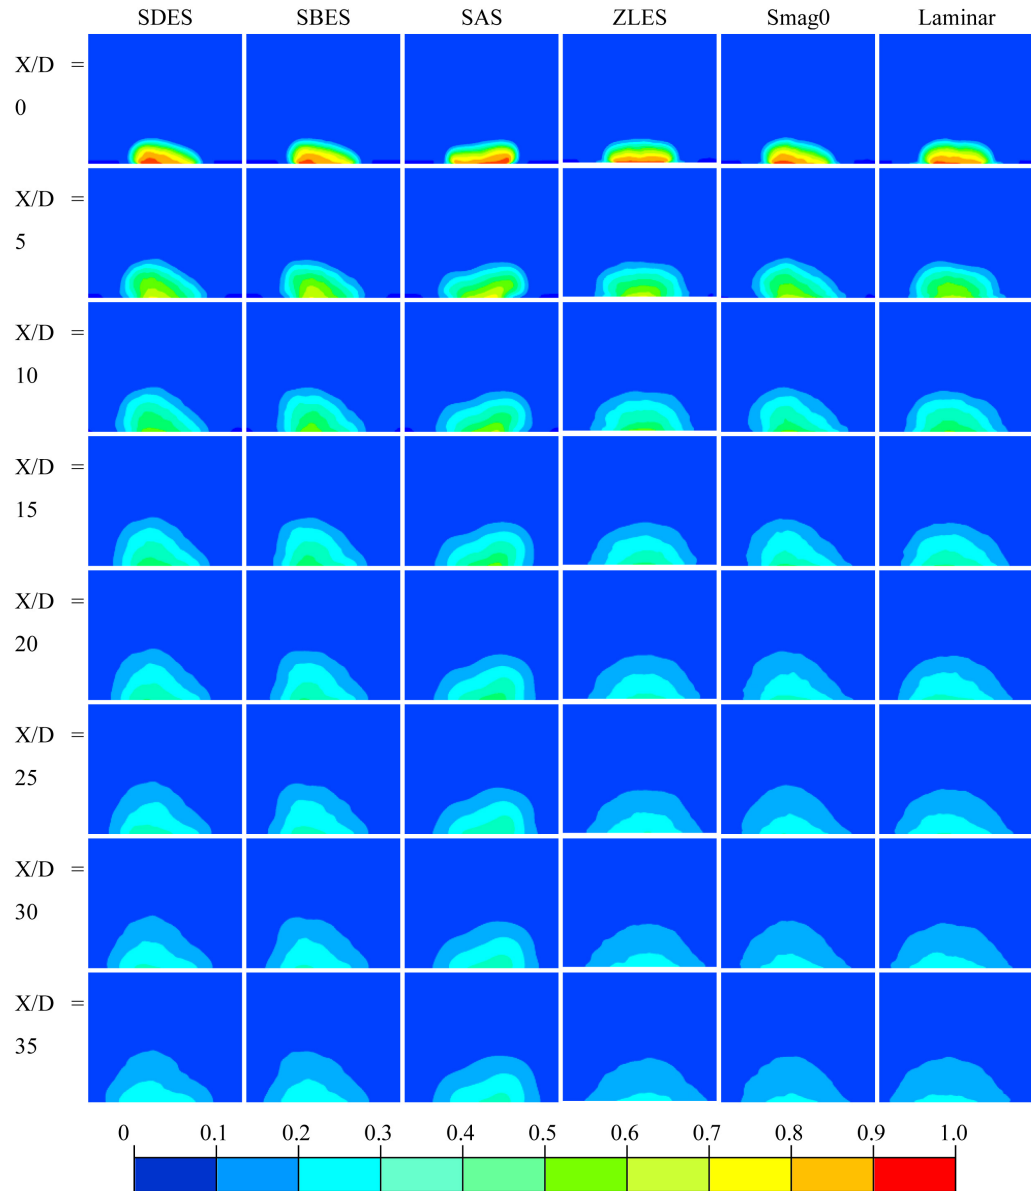 SDES SBES SAS ZLES Smag0 Laminar
X/D =
0
X/D =
5
X/D =
10
X/D =
15
X/D =
20
X/D =
25
X/D =
30
X/D =
35
0 0.1 0.2 0.3 0.4 0.5 0.6 0.7 0.8 0.9 1.0